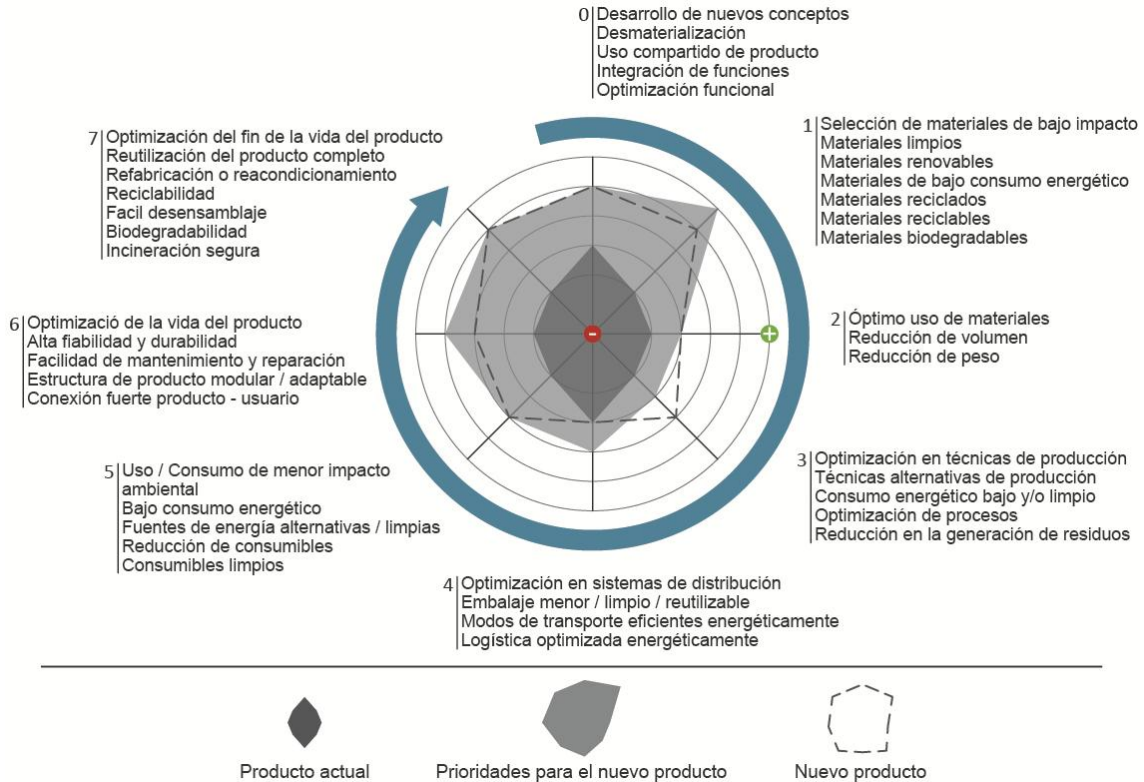 0 Desarrollo de nuevos conceptos
Desmaterialización
Uso compartido de producto
Integración de funciones
Optimización funcional
1 Selección de materiales de bajo impacto
Materiales limpios
Materiales renovables
Materiales de bajo consumo energético
Materiales reciclados
Materiales reciclables
Materiales biodegradables
2 Óptimo uso de materiales
Reducción de volumen
Reducción de peso
3 Optimización en técnicas de producción
Técnicas alternativas de producción
Consumo energético bajo y/o limpio
Optimización de procesos
Reducción en la generación de residuos
4 Optimización en sistemas de distribución
Embalaje menor / limpio / reutilizable
Modos de transporte eficientes energéticamente
Logística optimizada energéticamente
5 Uso / Consumo de menor impacto
ambiental
Bajo consumo energético
Fuentes de energía alternativas / limpias
Reducción de consumibles
Consumibles limpios
6 Optimizació de la vida del producto
Alta fiabilidad y durabilidad
Facilidad de mantenimiento y reparación
Estructura de producto modular / adaptable
Conexión fuerte producto - usuario
7 Optimización del fin de la vida del producto
Reutilización del producto completo
Refabricación o reacondicionamiento
Reciclabilidad
Facil desensamblaje
Biodegradabilidad
Incineración segura
-
+
Producto actual
Prioridades para el nuevo producto
Nuevo producto